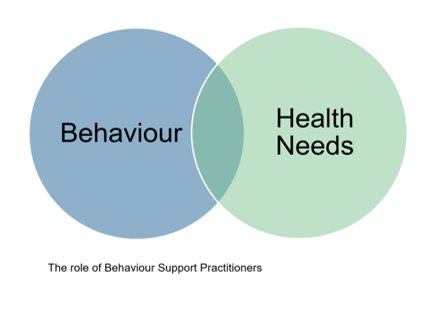 Behaviour
Health
Needs
The role of Behaviour Support Practitioners